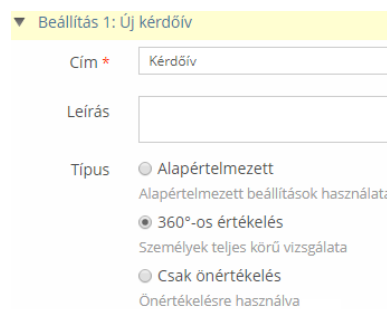 Beállítás 1: Új kérdőív
Cím *
Kérdőív
Leírás
Típus
Alapértelmezett
Alapértelmezett beállítások használata
360°-os értékelés
Személyek teljes körű vizsgálata
Csak önértékelés
Önértékelésre használva